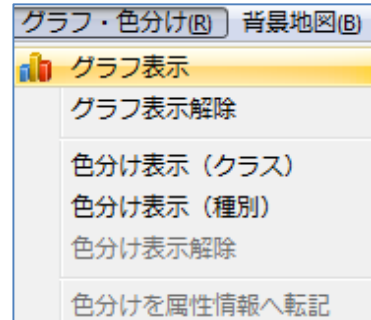 グラフ・色分け(R) 背景地図(B)
グラフ表示
グラフ表示解除
色分け表示（クラス）
色分け表示（種別）
色分け表示解除
色分けを属性情報へ転記